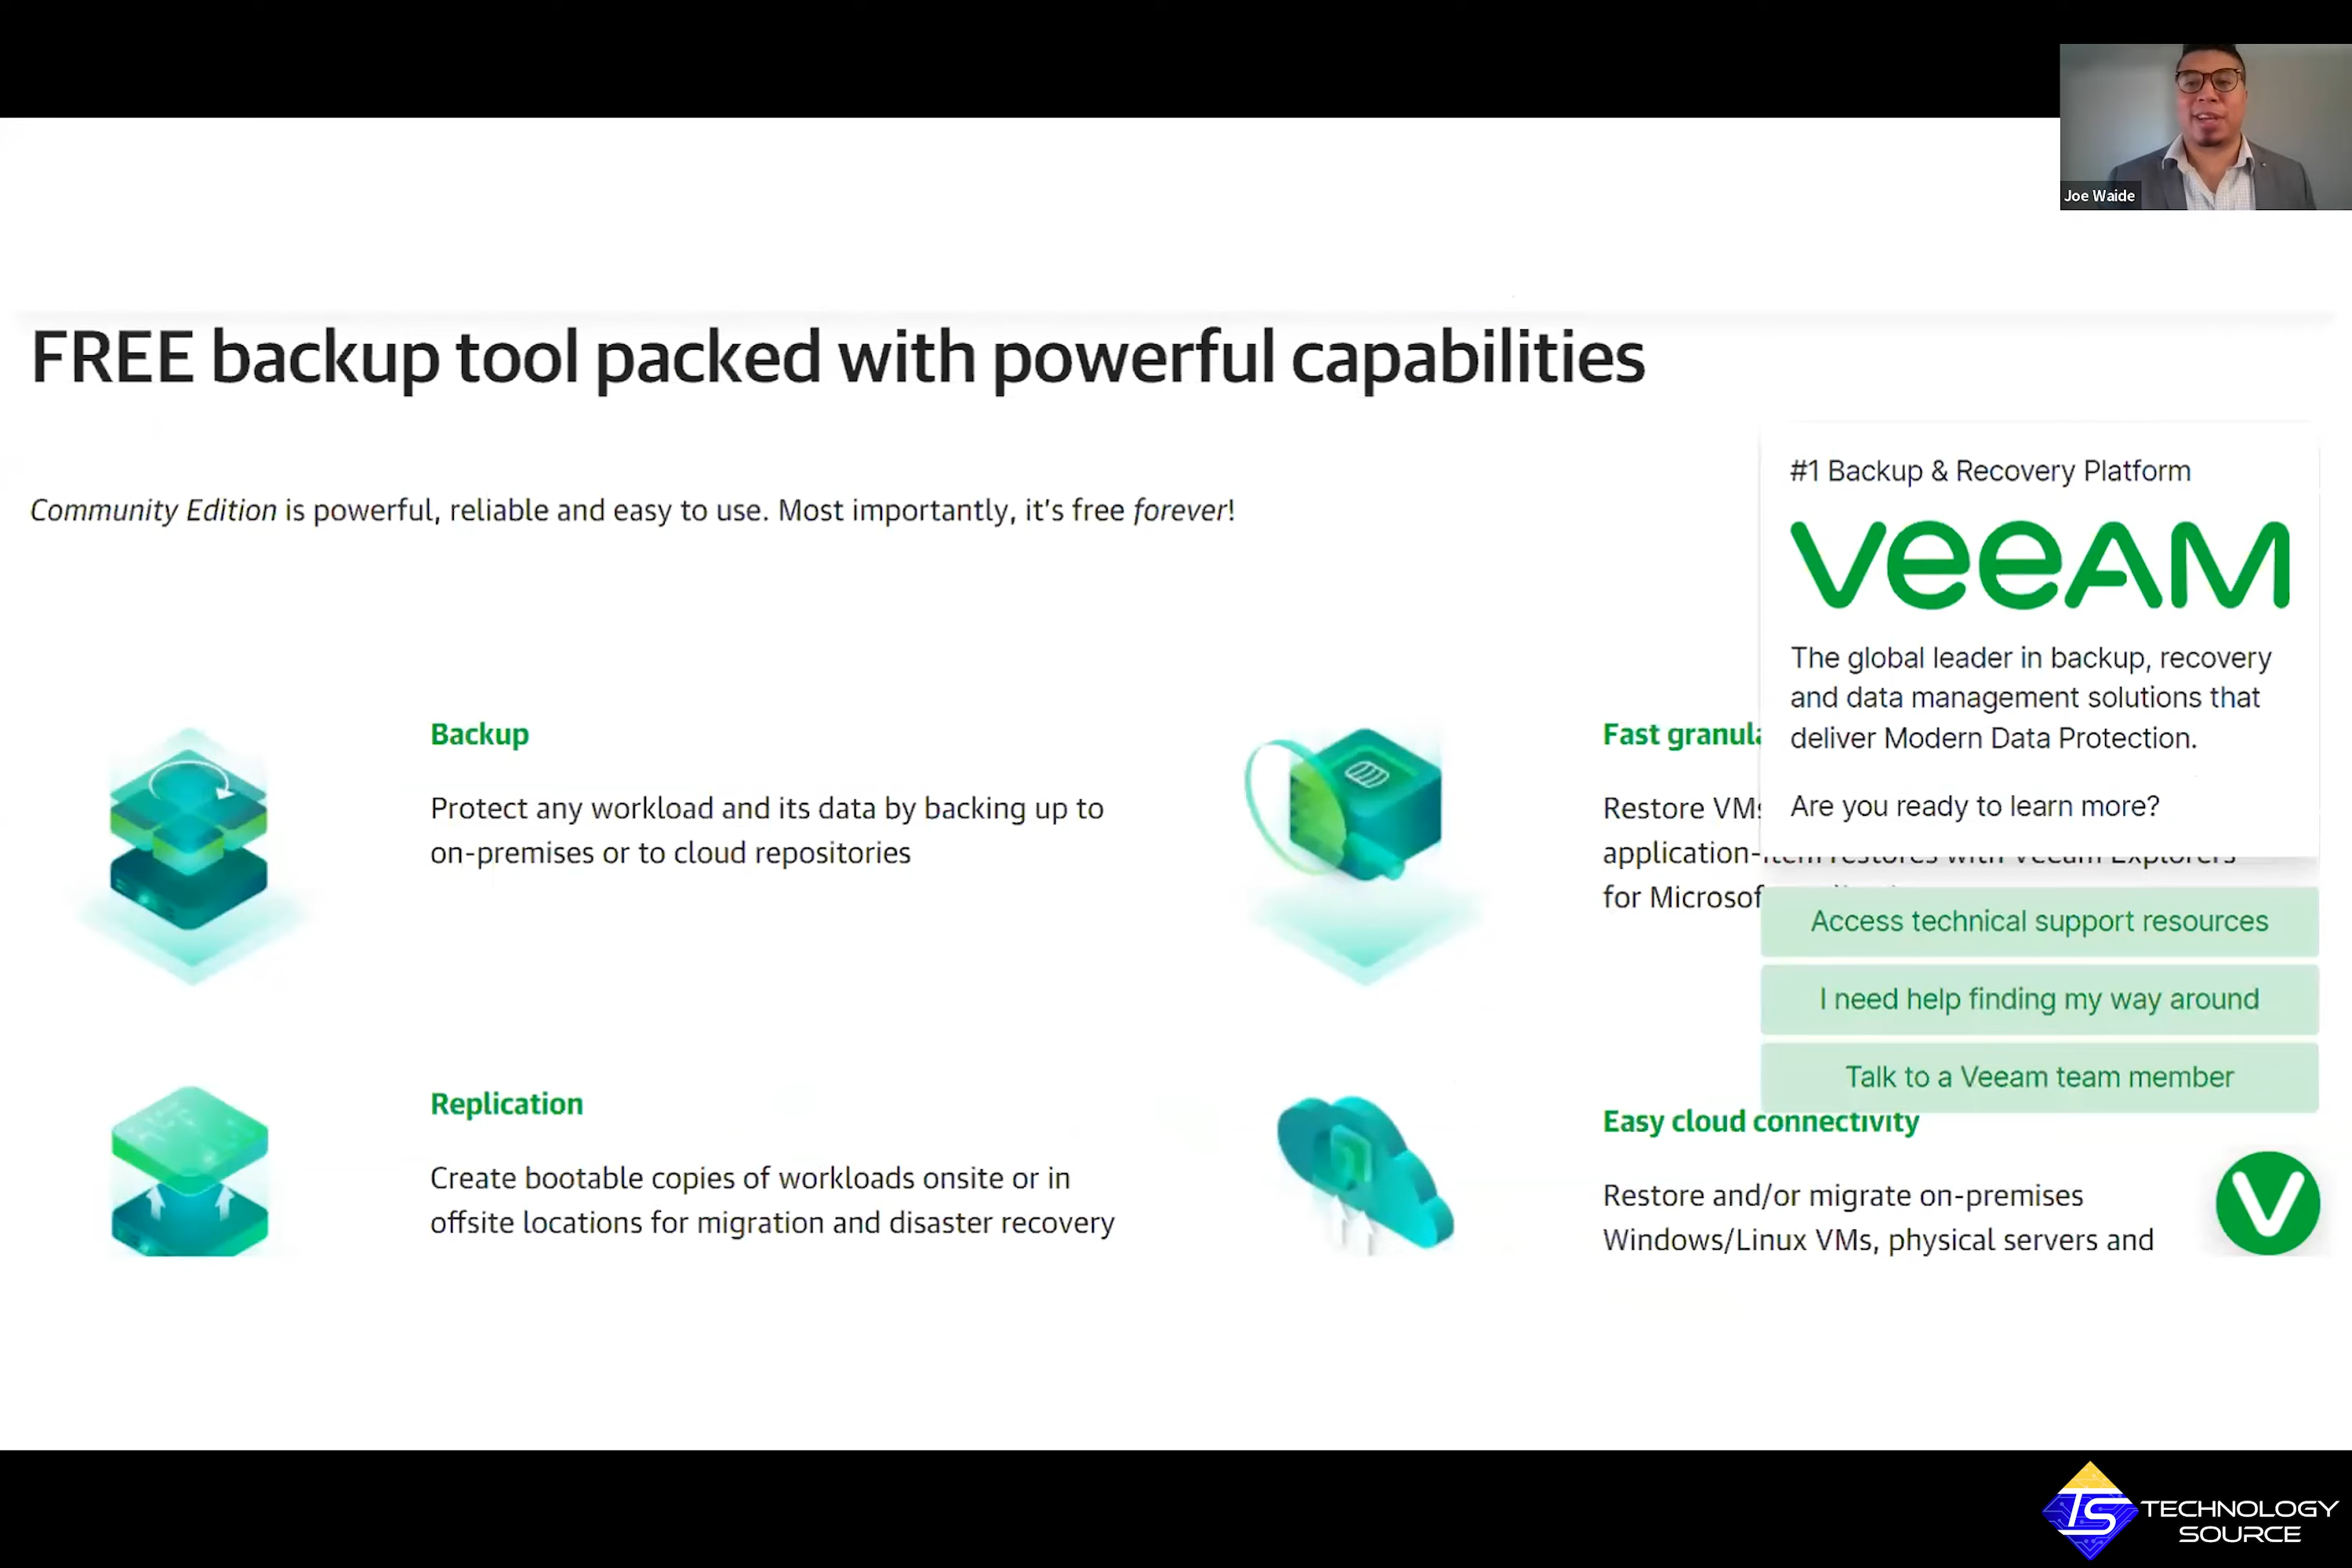 Joe Waide
FREE backup tool packed with powerful capabilities
Community Edition is powerful, reliable and easy to use. Most importantly, it's free forever!
#1 Backup & Recovery Platform
veeAM
The global leader in backup, recovery
and data management solutions that
deliver Modern Data Protection.
Are you ready to learn more?
Backup
Protect any workload and its data by backing up to
on-premises or to cloud repositories
Fast
Restore
for
Access technical support resources
I need help finding my way around
Talk to a Veeam team member
Replication
Create bootable copies of workloads onsite or in
offsite locations for migration and disaster recovery
Easy cloud connectivity
Restore and/or migrate on-premises
Windows/Linux VMs, physical servers and
V
TS TECHNOLOGY
SOURCE